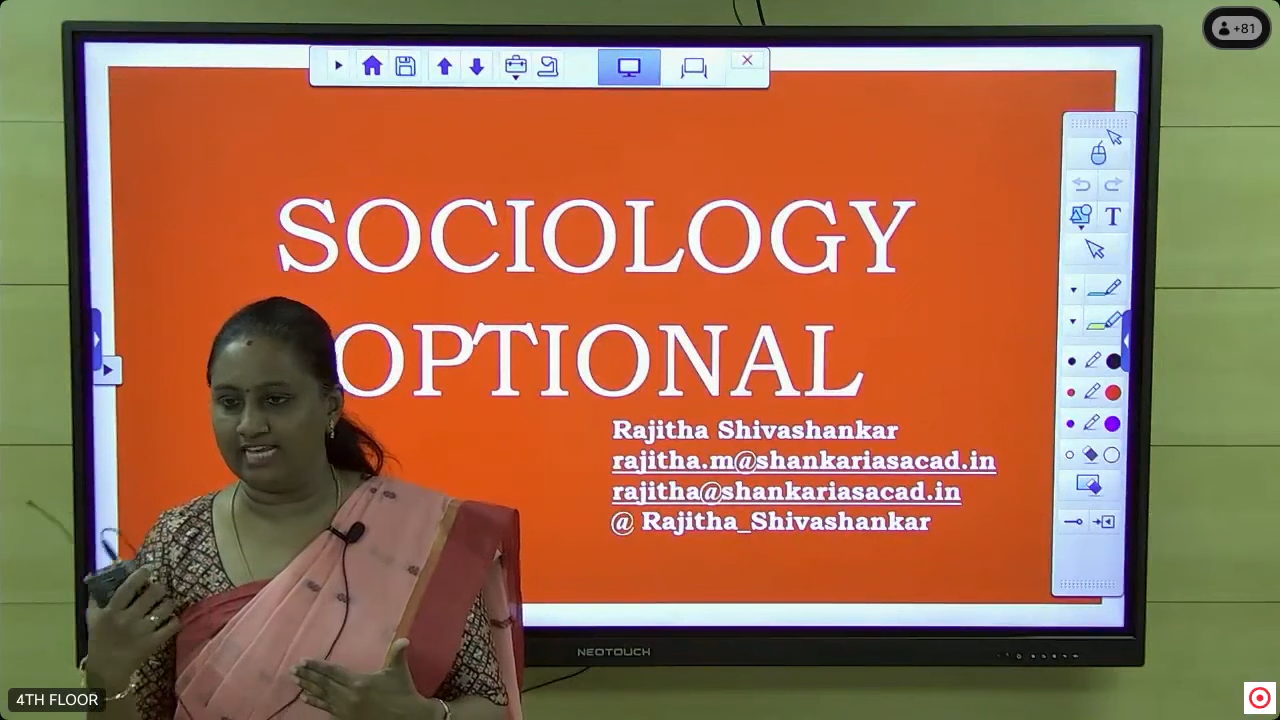 +81
SOCIOLOGY
OPTIONAL
Rajitha Shivashankar
rajitha.m@shankariasacad.in
rajitha@shankariasacad.in
@ Rajitha_Shivashankar
T
NEOTOUCH
4TH FLOOR